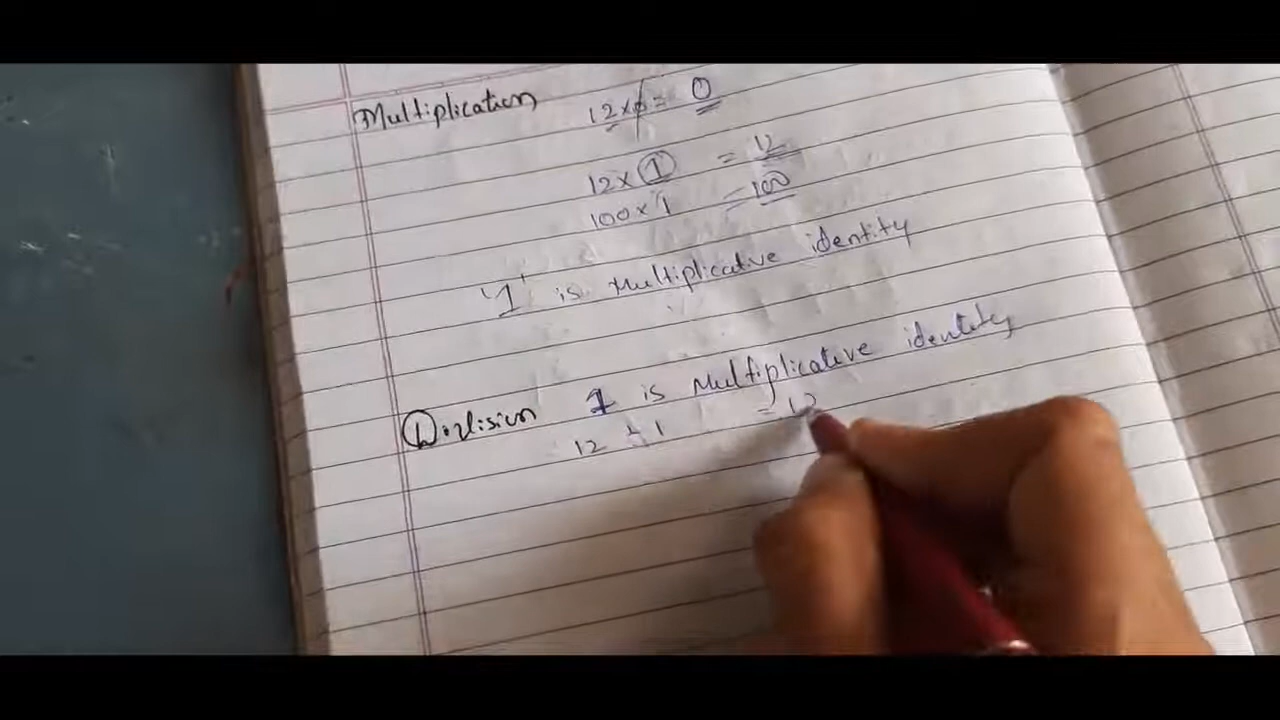 Multiplication 12 x 0 = 0
12 x 1 = 12
100 x 1 = 100
'1' is Multiplicative identity
Division 1 is Multiplicative identity
12 ÷ 1 = 12